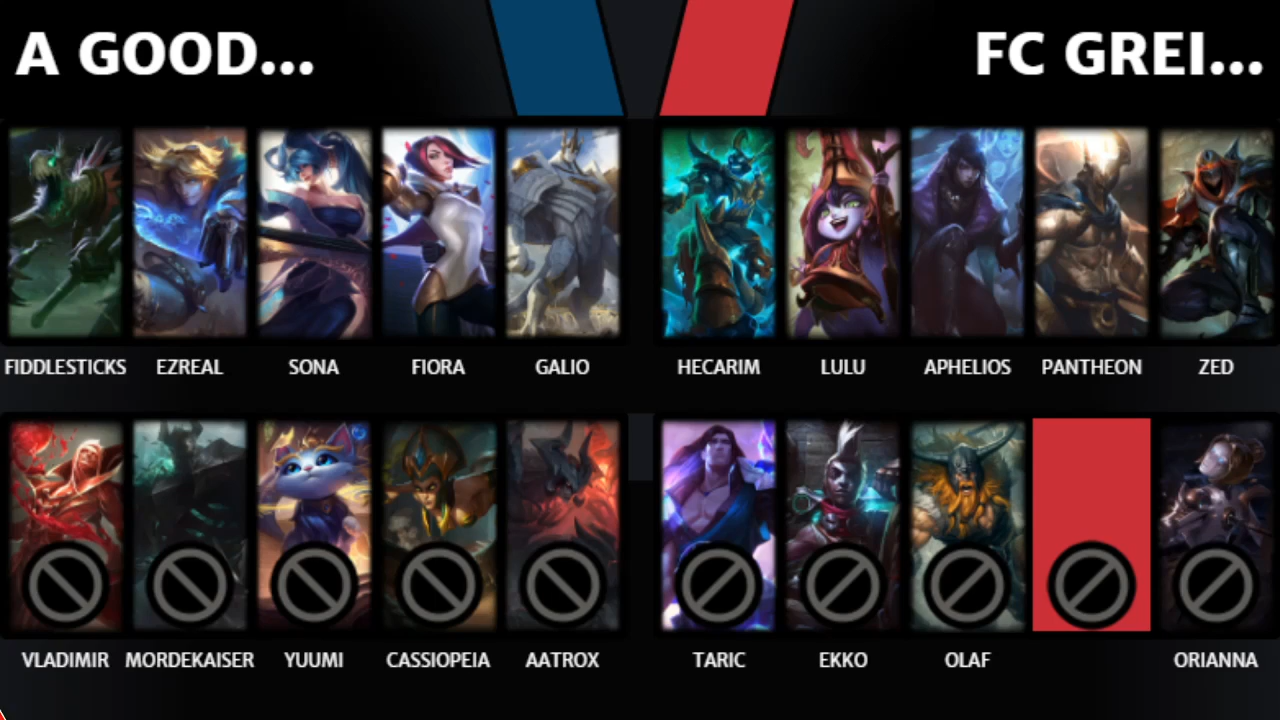 A GOOD...
FC GREI...
FIDDLESTICKS EZREAL SONA FIORA GALIO HECARIM LULU APHELIOS PANTHEON ZED
VLADIMIR MORDEKAISER YUUMI CASSIOPEIA AATROX TARIC EKKO OLAF ORIANNA